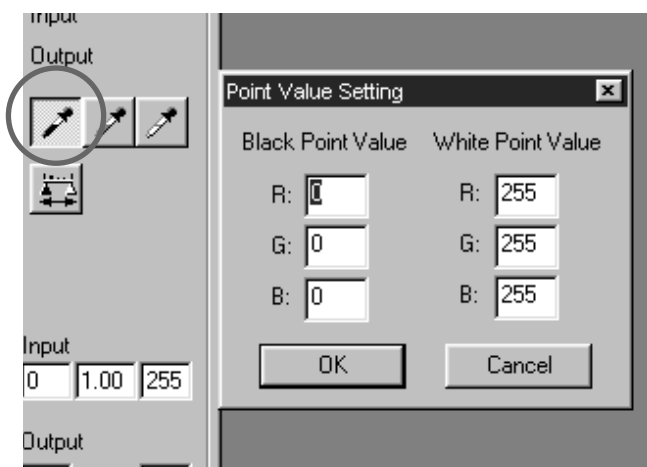 Input
Output
Point Value Setting
Black Point Value White Point Value
R: 0 R: 255
G: 0 G: 255
B: 0 B: 255
OK Cancel
Input
0 1.00 255
Output